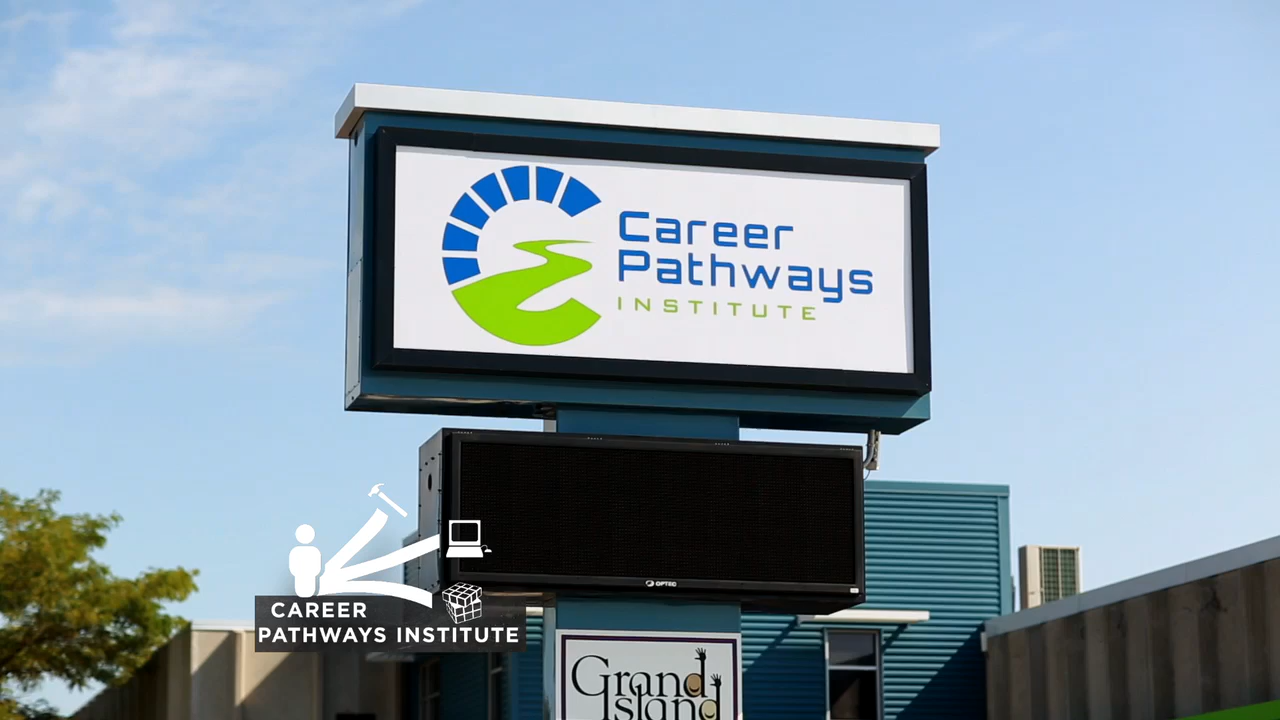 Career
Pathways
INSTITUTE
OPTEC
CAREER
PATHWAYS INSTITUTE
Grand
Island